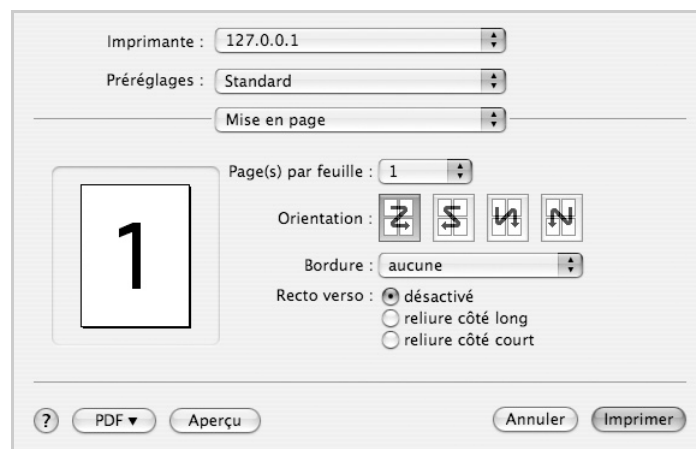 Imprimante : 127.0.0.1
Préréglages : Standard
Mise en page
Page(s) par feuille : 1
1
Orientation :
Bordure : aucune
Recto verso : désactivé
reliure côté long
reliure côté court
? PDF ▼ Aperçu Annuler Imprimer